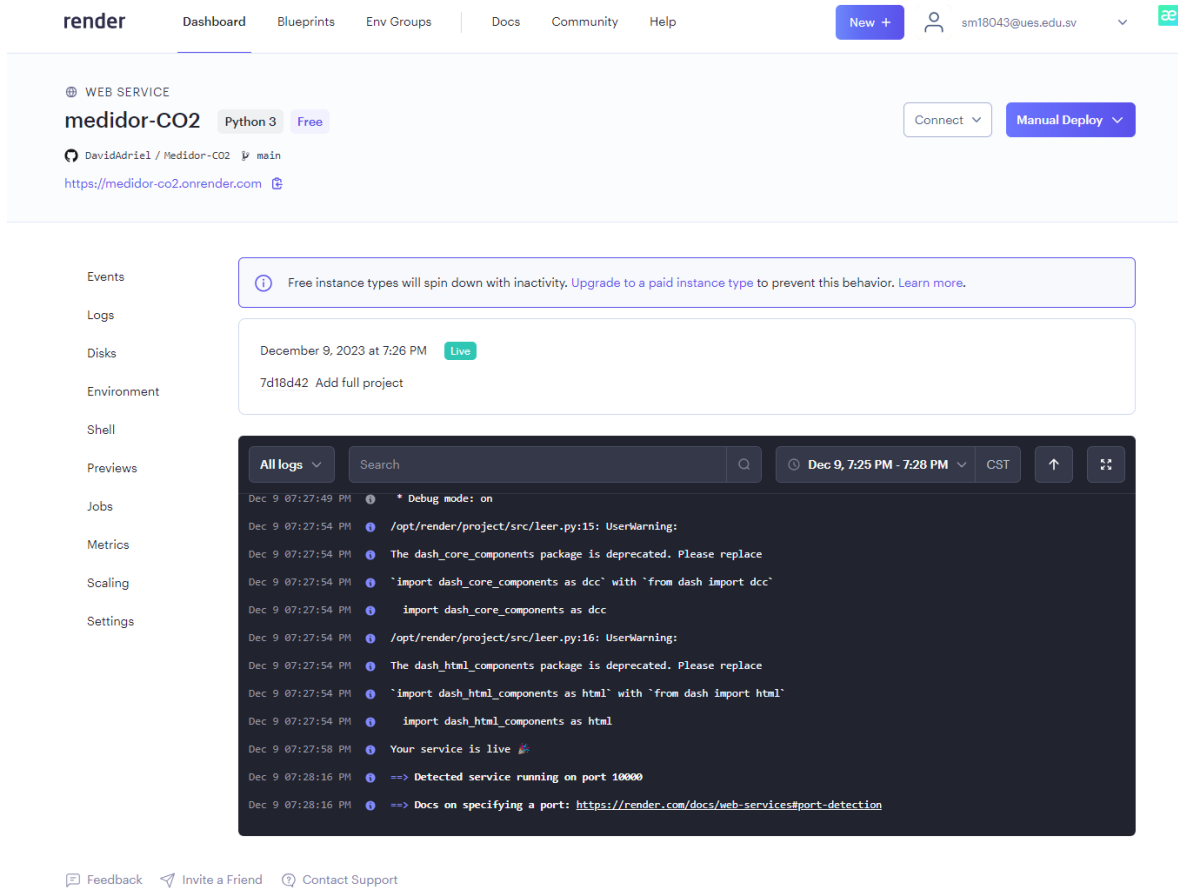 render Dashboard Blueprints Env Groups Docs Community Help New + sm18043@ues.edu.sv æ
WEB SERVICE
medidor-CO2 Python 3 Free Connect Manual Deploy
DavidAdriel / Medidor-CO2 main
https://medidor-co2.onrender.com
Events
Logs
Disks
Environment
Shell
Previews
Jobs
Metrics
Scaling
Settings
Free instance types will spin down with inactivity. Upgrade to a paid instance type to prevent this behavior. Learn more.
December 9, 2023 at 7:26 PM Live
7d18d42 Add full project
All logs Search Dec 9, 7:25 PM - 7:28 PM CST
Dec 9 07:27:49 PM * Debug mode: on
Dec 9 07:27:54 PM /opt/render/project/src/leer.py:15: UserWarning:
Dec 9 07:27:54 PM The dash_core_components package is deprecated. Please replace
Dec 9 07:27:54 PM `import dash_core_components as dcc` with `from dash import dcc`
Dec 9 07:27:54 PM import dash_core_components as dcc
Dec 9 07:27:54 PM /opt/render/project/src/leer.py:16: UserWarning:
Dec 9 07:27:54 PM The dash_html_components package is deprecated. Please replace
Dec 9 07:27:54 PM `import dash_html_components as html` with `from dash import html`
Dec 9 07:27:54 PM import dash_html_components as html
Dec 9 07:27:58 PM Your service is live 🎉
Dec 9 07:28:16 PM ==> Detected service running on port 10000
Dec 9 07:28:16 PM ==> Docs on specifying a port: https://render.com/docs/web-services#port-detection
Feedback Invite a Friend Contact Support